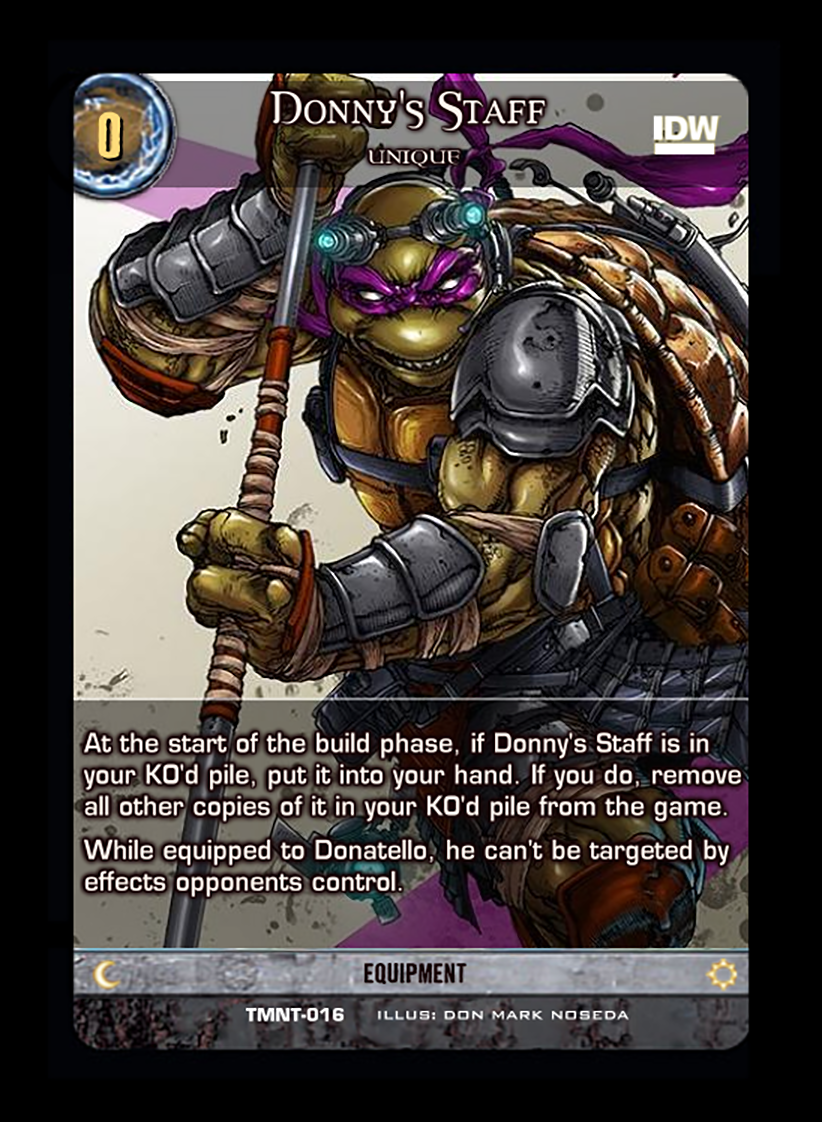 0
Donny's Staff
IDW
UNIQUE
At the start of the build phase, if Donny's Staff is in
your KO'd pile, put it into your hand. If you do, remove
all other copies of it in your KO'd pile from the game.
While equipped to Donatello, he can't be targeted by
effects opponents control.
EQUIPMENT
TMNT-016 ILLUS: DON MARK NOSEDA